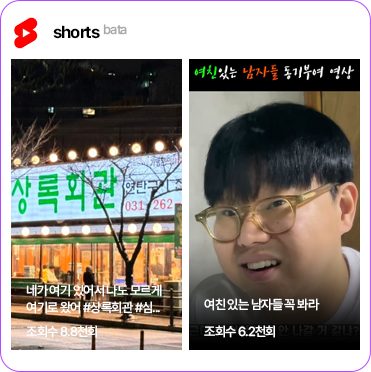 shorts bata
여친있는 남자들 동기부여 영상
상록회관
연탄구이
031 262
네가 여기 있어서 나도 모르게
여기로 왔어 #상록회관 #심...
조회수 8.8천회
여친 있는 남자들 꼭 봐라
조회수 6.2천회